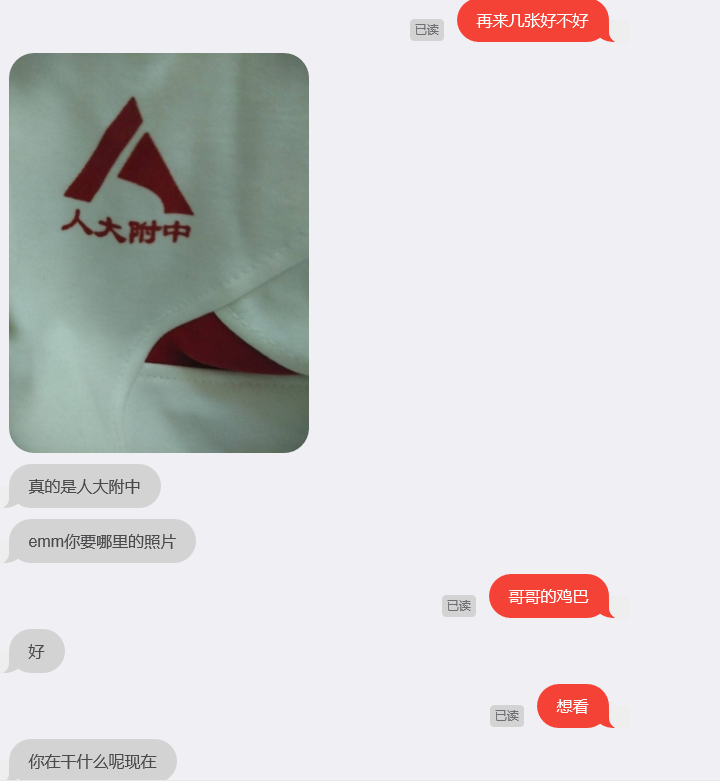 再来几张好不好
已读
人大附中
真的是人大附中
emm你要哪里的照片
哥哥的鸡巴
已读
好
想看
已读
你在干什么呢现在